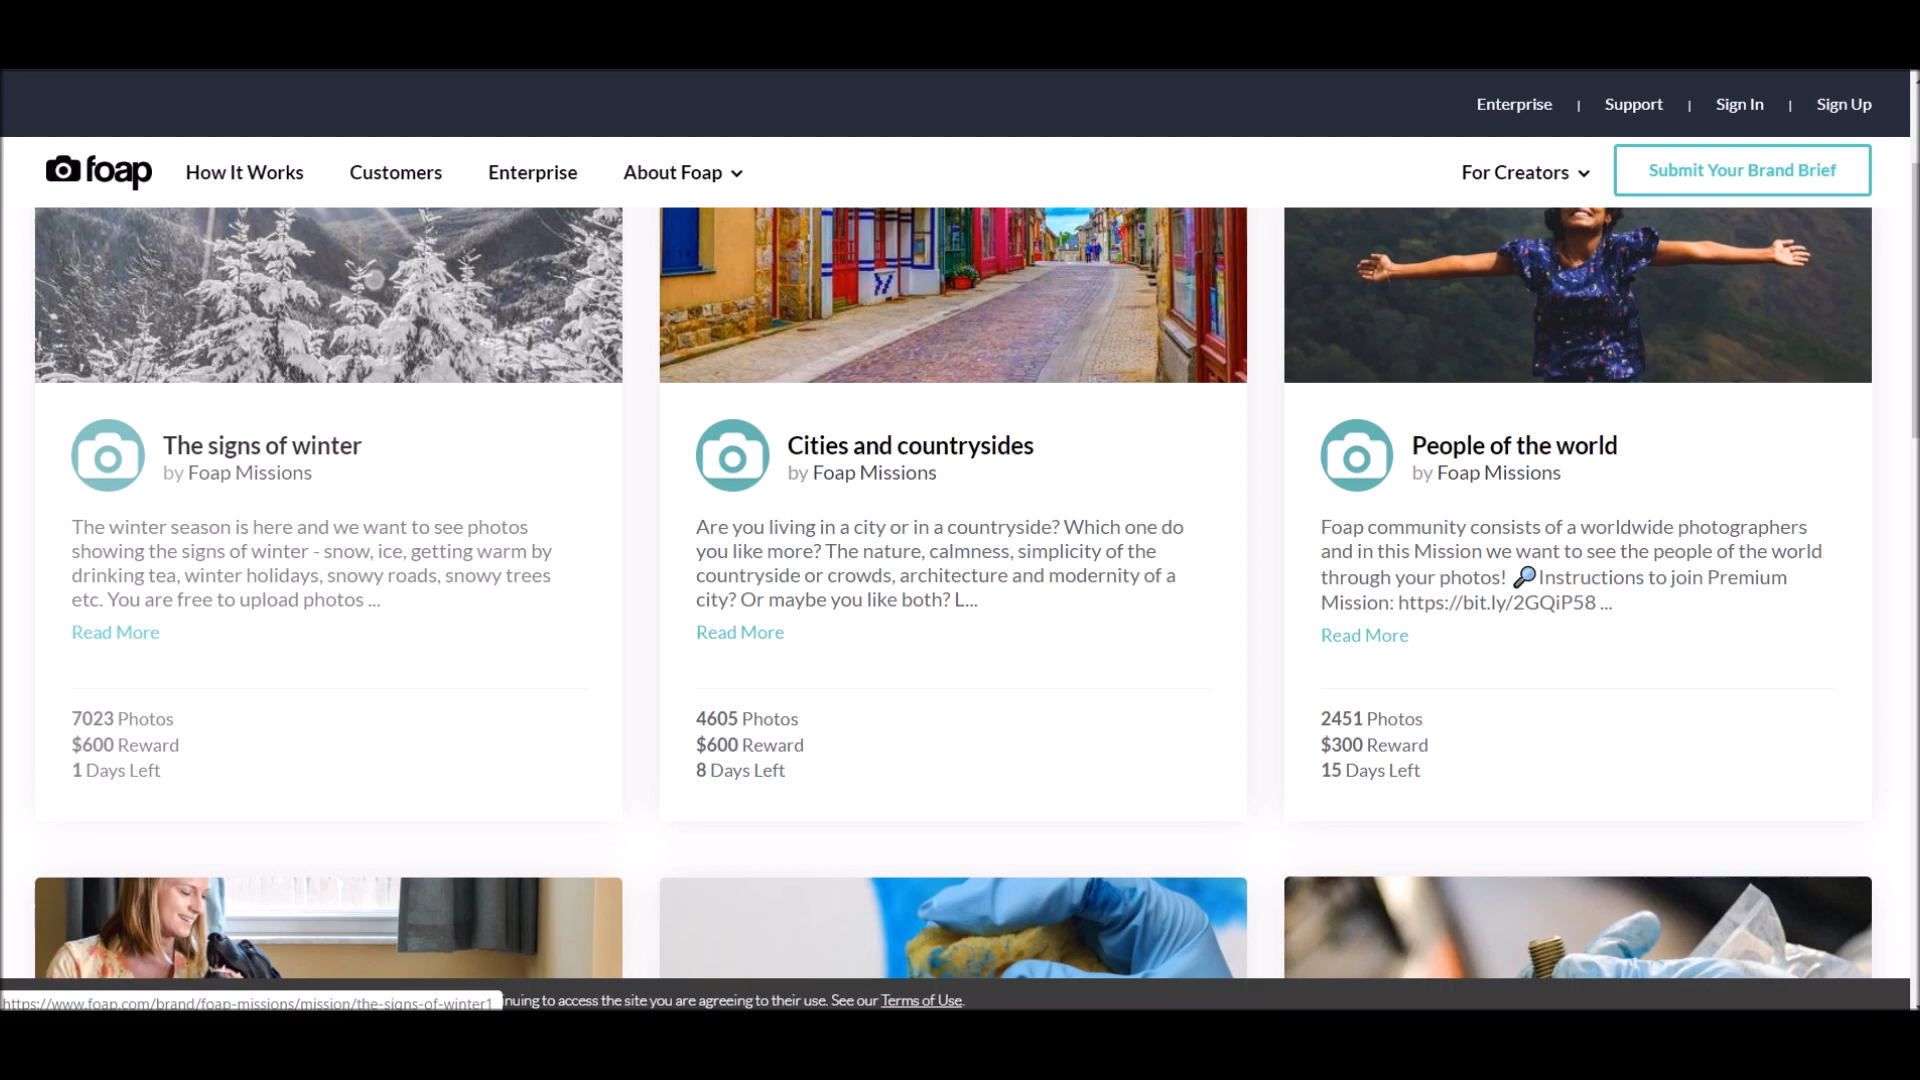 Enterprise | Support | Sign In | Sign Up
foap How It Works Customers Enterprise About Foap For Creators Submit Your Brand Brief
The signs of winter
by Foap Missions
The winter season is here and we want to see photos
showing the signs of winter - snow, ice, getting warm by
drinking tea, winter holidays, snowy roads, snowy trees
etc. You are free to upload photos ...
Read More
7023 Photos
$600 Reward
1 Days Left
Cities and countrysides
by Foap Missions
Are you living in a city or in a countryside? Which one do
you like more? The nature, calmness, simplicity of the
countryside or crowds, architecture and modernity of a
city? Or maybe you like both? L...
Read More
4605 Photos
$600 Reward
8 Days Left
People of the world
by Foap Missions
Foap community consists of a worldwide photographers
and in this Mission we want to see the people of the world
through your photos! 🔎Instructions to join Premium
Mission: https://bit.ly/2GQiP58 ...
Read More
2451 Photos
$300 Reward
15 Days Left
https://www.foap.com/brand/foap-missions/mission/the-signs-of-winter1
nuing to access the site you are agreeing to their use. See our Terms of Use.